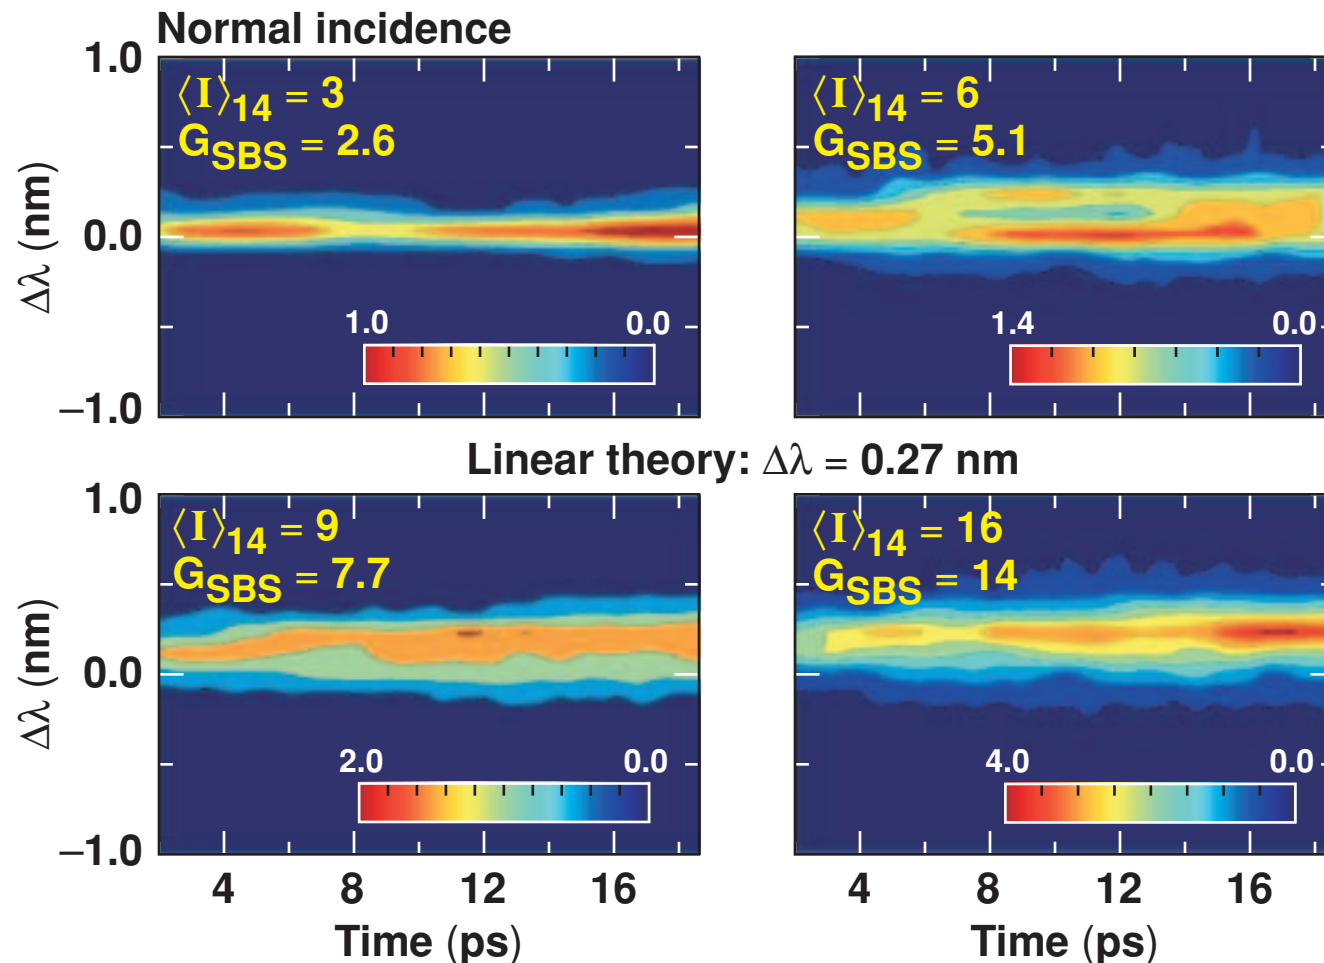 Normal incidence
1.0
0.0
−1.0
Δλ (nm)
⟨I⟩14 = 3
GSBS = 2.6
1.0 0.0
⟨I⟩14 = 6
GSBS = 5.1
1.4 0.0
Linear theory: Δλ = 0.27 nm
1.0
0.0
−1.0
Δλ (nm)
⟨I⟩14 = 9
GSBS = 7.7
2.0 0.0
⟨I⟩14 = 16
GSBS = 14
4.0 0.0
4 8 12 16
4 8 12 16
Time (ps)
Time (ps)